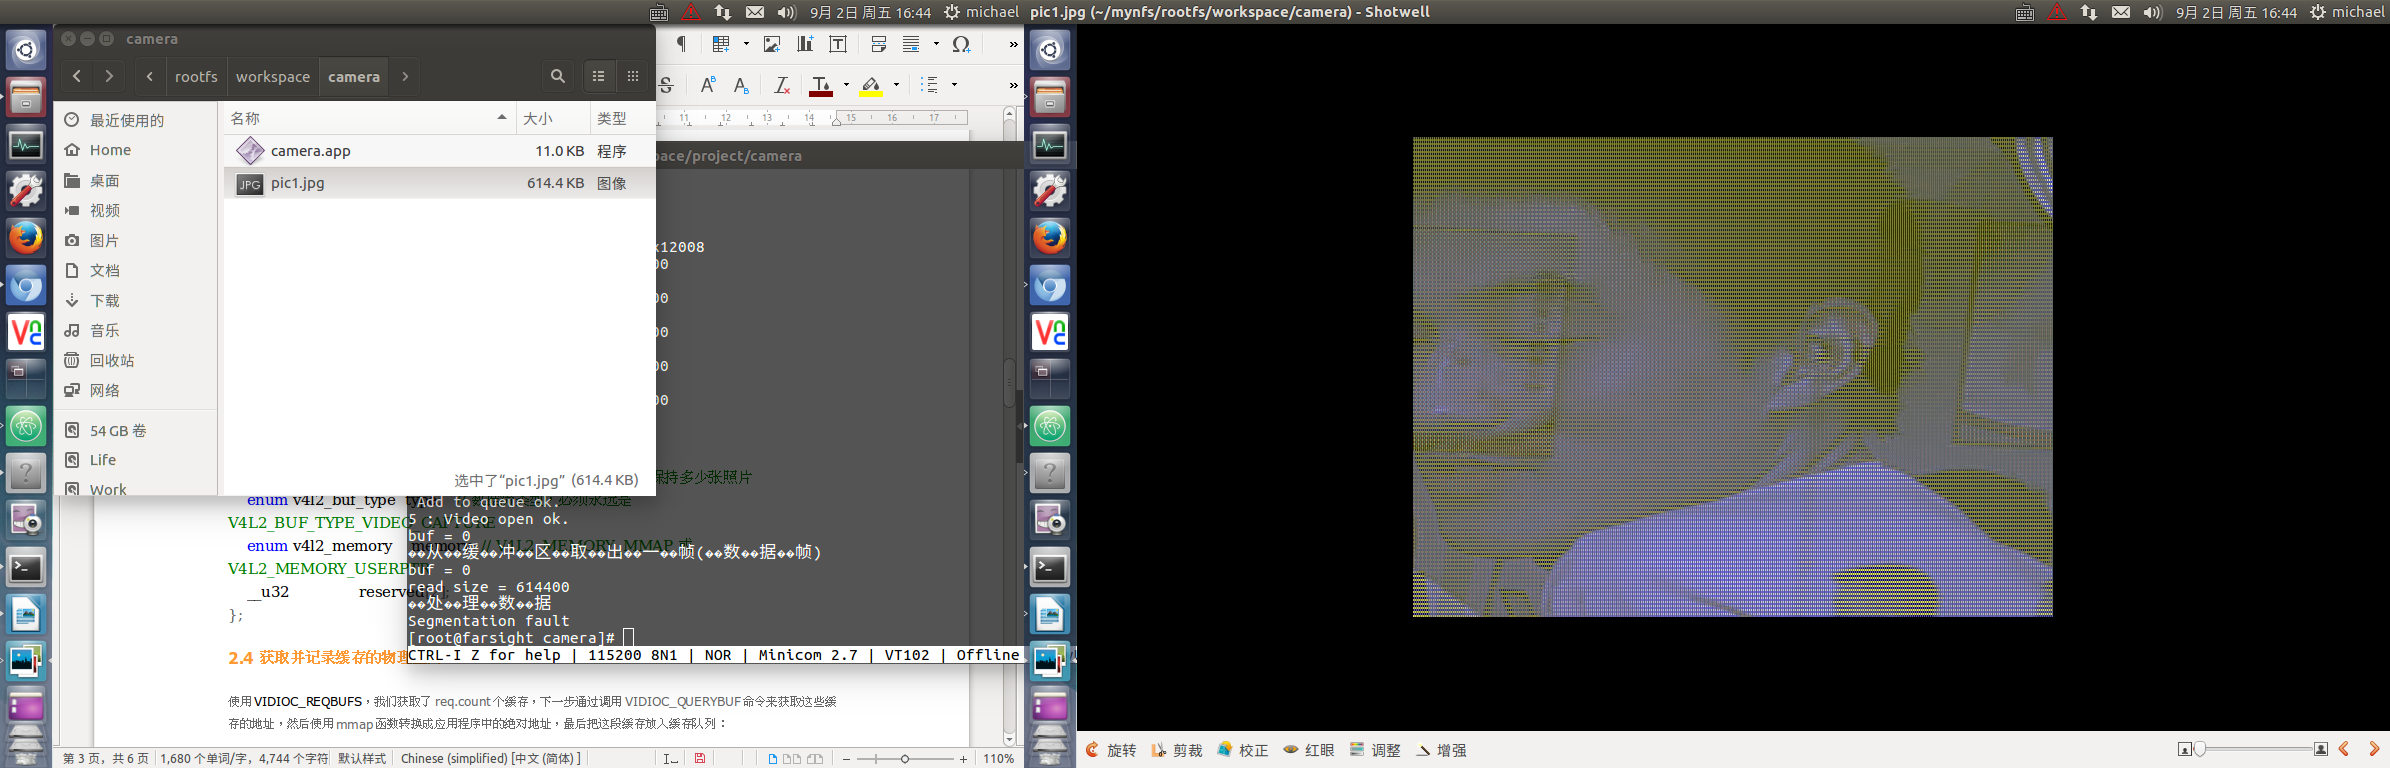 9月 2日 周五 16:44 michael
pic1.jpg (~/mynfs/rootfs/workspace/camera) - Shotwell
9月 2日 周五 16:44 michael
camera
rootfs workspace camera
最近使用的
Home
桌面
视频
图片
文档
下载
音乐
回收站
网络
54 GB 卷
Life
Work
名称 大小 类型
camera.app 11.0 KB 程序
JPG pic1.jpg 614.4 KB 图像
选中了“pic1.jpg” (614.4 KB)
11 12 13 14 15 16 17
ace/project/camera
12008
00
00
00
00
00
保持多少张照片
enum v4l2_buf_type
V4L2_BUF_TYPE_VIDEO_CAPTURE
enum v4l2_memory // V4L2_MEMORY_MMAP 或
V4L2_MEMORY_USERPTR
__u32 reserved
};
Add to queue ok.
5 : Video open ok.
buf = 0
��从��缓��冲��区��取��出��一��帧(��数��据��帧)
buf = 0
read size = 614400
��处��理��数��据
Segmentation fault
[root@farsight camera]#
CTRL-I Z for help | 115200 8N1 | NOR | Minicom 2.7 | VT102 | Offline
2.4 获取并记录缓存的物理
使用 VIDIOC_REQBUFS，我们获取了 req.count 个缓存，下一步通过调用 VIDIOC_QUERYBUF 命令来获取这些缓
存的地址，然后使用 mmap 函数转换成应用程序中的绝对地址，最后把这段缓存放入缓存队列：
第 3 页，共 6 页 1,680 个单词/字，4,744 个字符 默认样式 Chinese (simplified) [中文 (简体) ] 110%
旋转 剪裁 校正 红眼 调整 增强